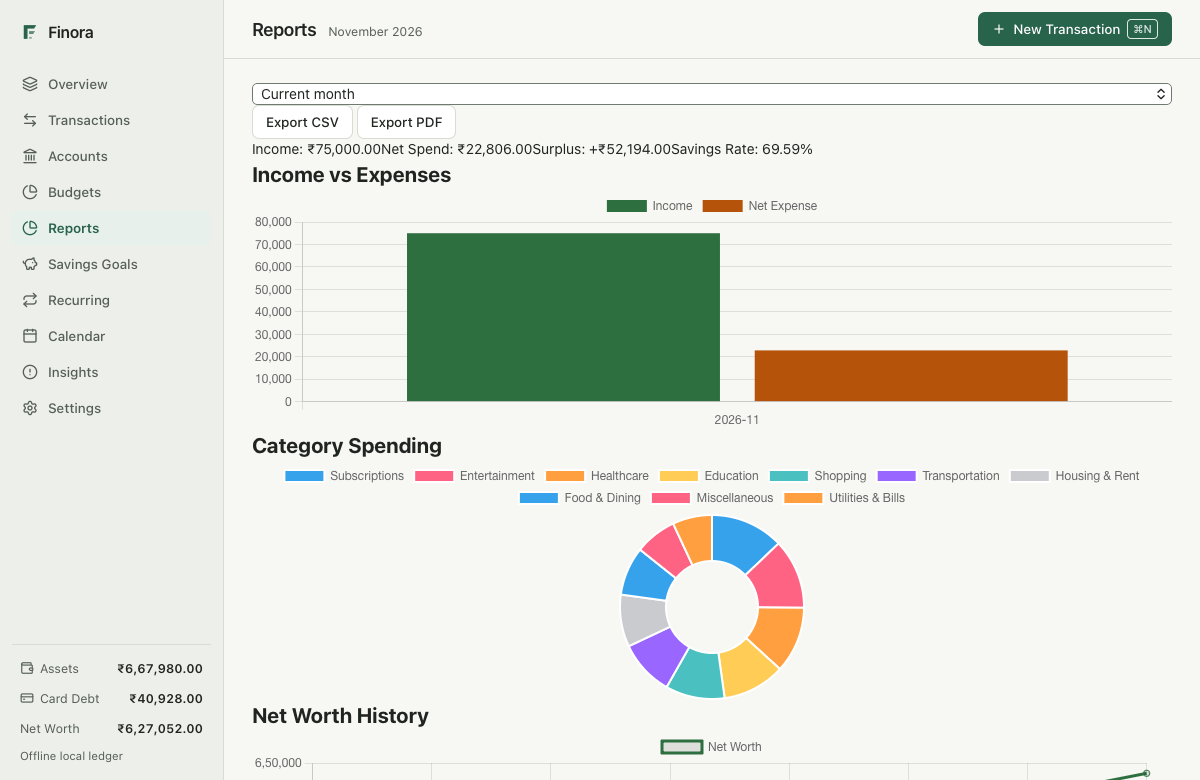 Finora
Overview
Transactions
Accounts
Budgets
Reports
Savings Goals
Recurring
Calendar
Insights
Settings
Assets ₹6,67,980.00
Card Debt ₹40,928.00
Net Worth ₹6,27,052.00
Offline local ledger
Reports November 2026
+ New Transaction ⌘N
Current month
Export CSV Export PDF
Income: ₹75,000.00Net Spend: ₹22,806.00Surplus: +₹52,194.00Savings Rate: 69.59%
Income vs Expenses
Income Net Expense
80,000
70,000
60,000
50,000
40,000
30,000
20,000
10,000
0
2026-11
Category Spending
Subscriptions Entertainment Healthcare Education Shopping Transportation Housing & Rent
Food & Dining Miscellaneous Utilities & Bills
Net Worth History
Net Worth
6,50,000